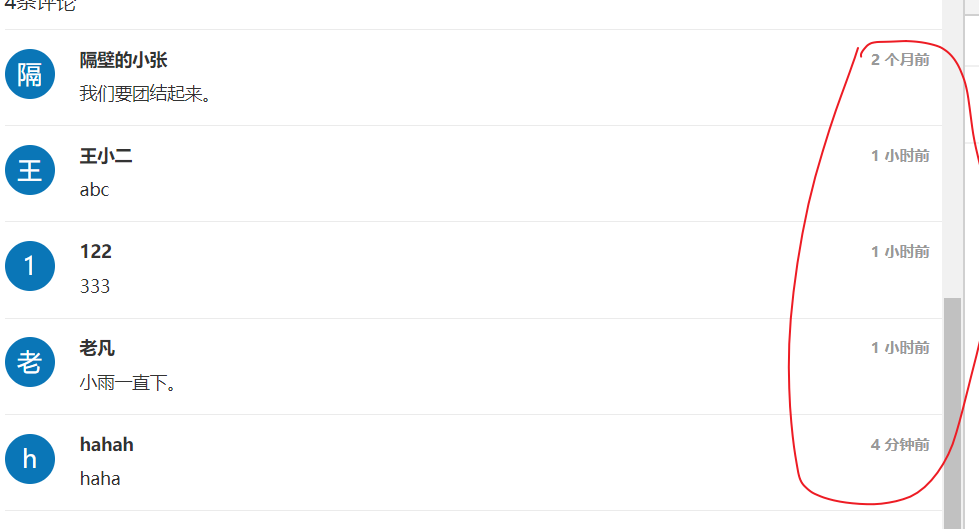 4条评论
隔
隔壁的小张
2 个月前
我们要团结起来。
王
王小二
1 小时前
abc
1
122
1 小时前
333
老
老凡
1 小时前
小雨一直下。
h
hahah
4 分钟前
haha